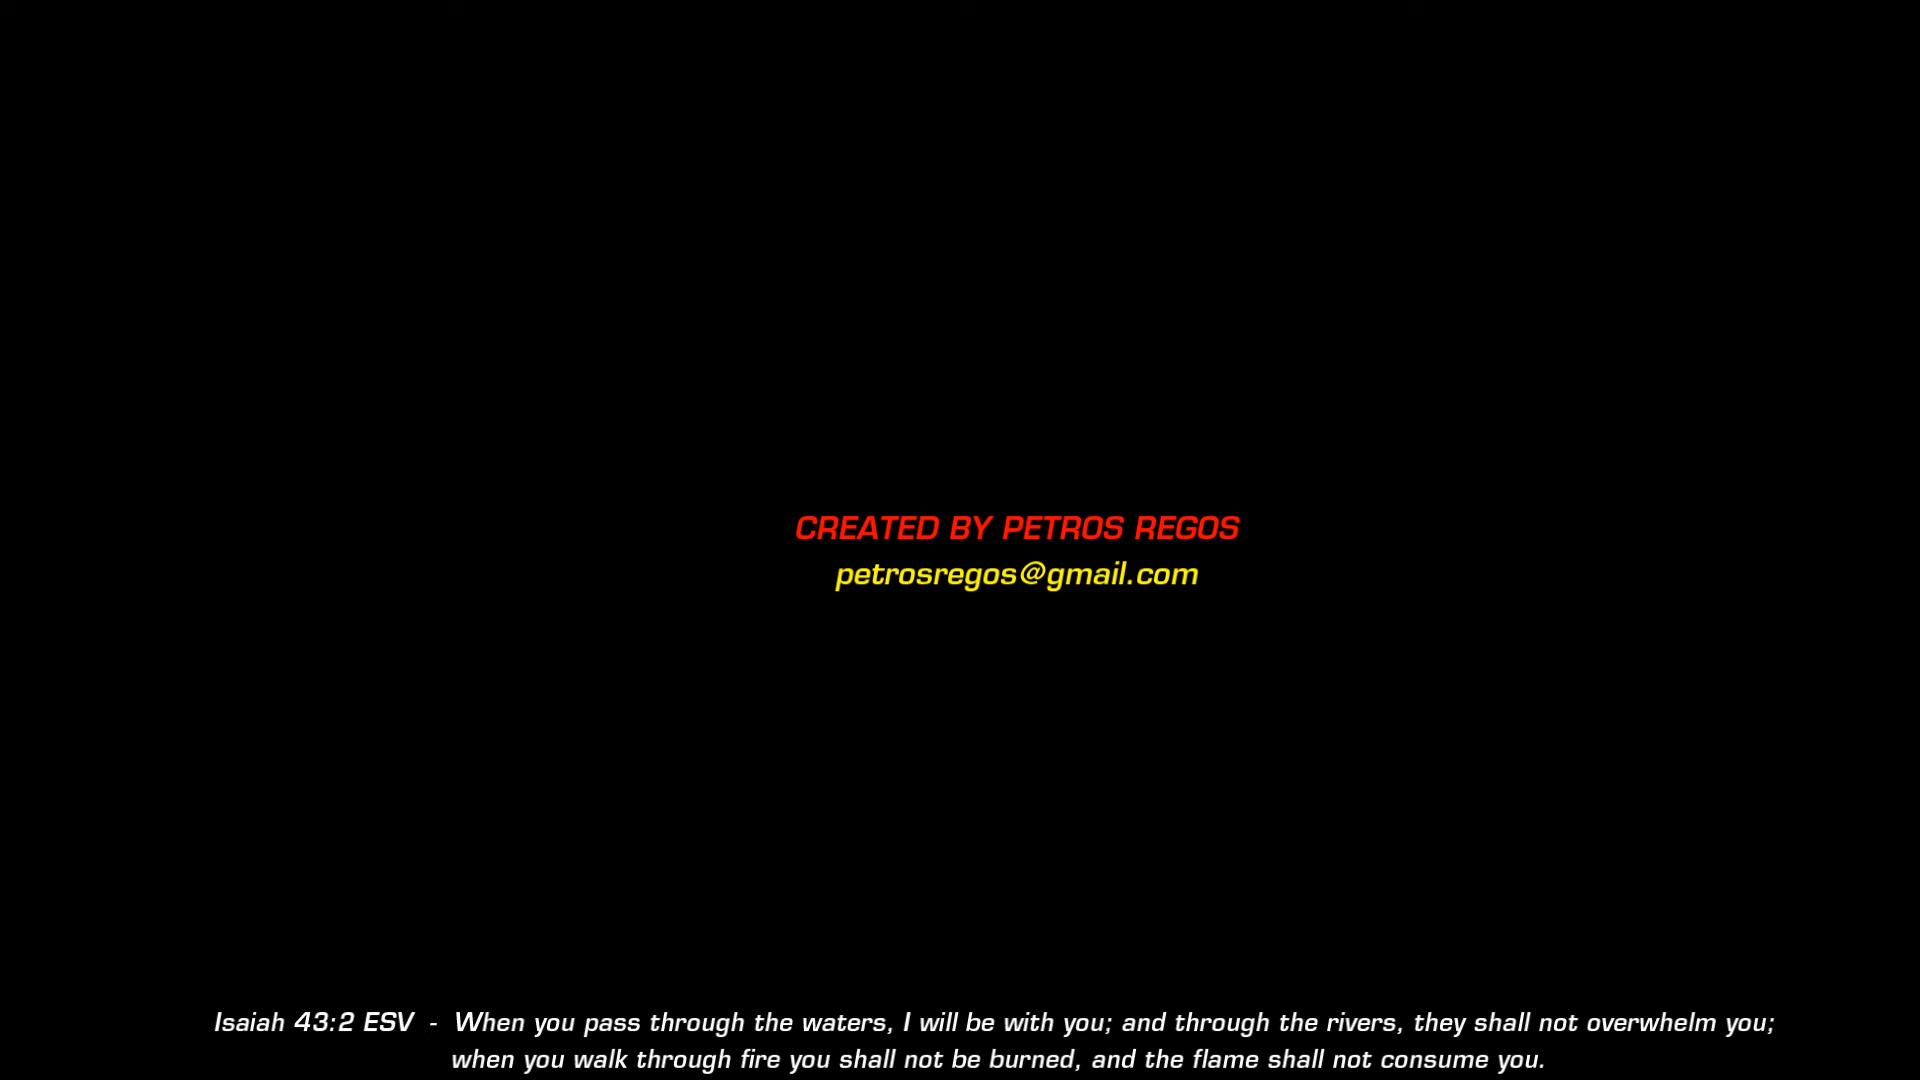 CREATED BY PETROS REGOS
petrosregos@gmail.com
Isaiah 43:2 ESV - When you pass through the waters, I will be with you; and through the rivers, they shall not overwhelm you;
when you walk through fire you shall not be burned, and the flame shall not consume you.